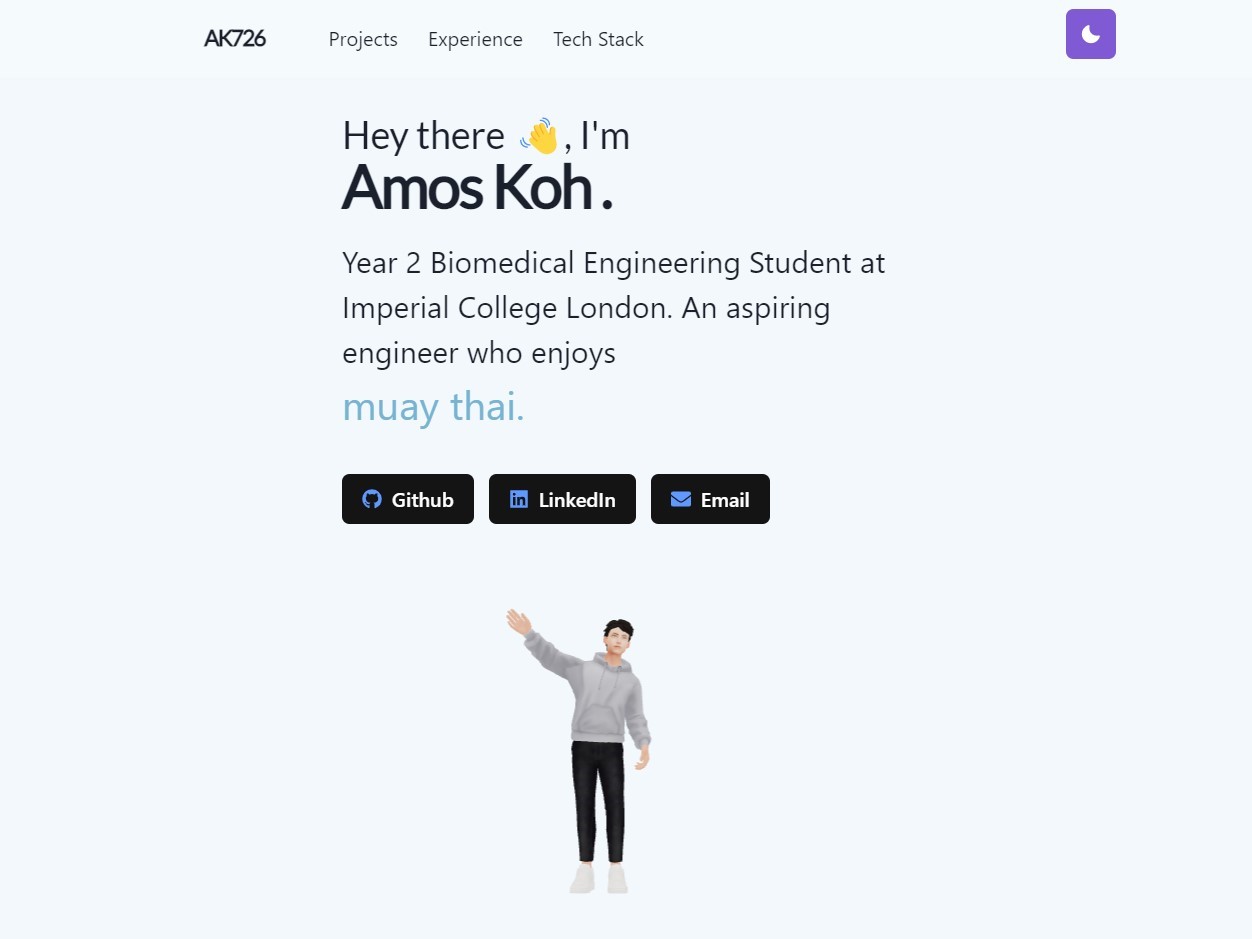 AK726
Projects
Experience
Tech Stack
Hey there 👋, I'm
Amos Koh .
Year 2 Biomedical Engineering Student at
Imperial College London. An aspiring
engineer who enjoys
muay thai.
Github
LinkedIn
Email